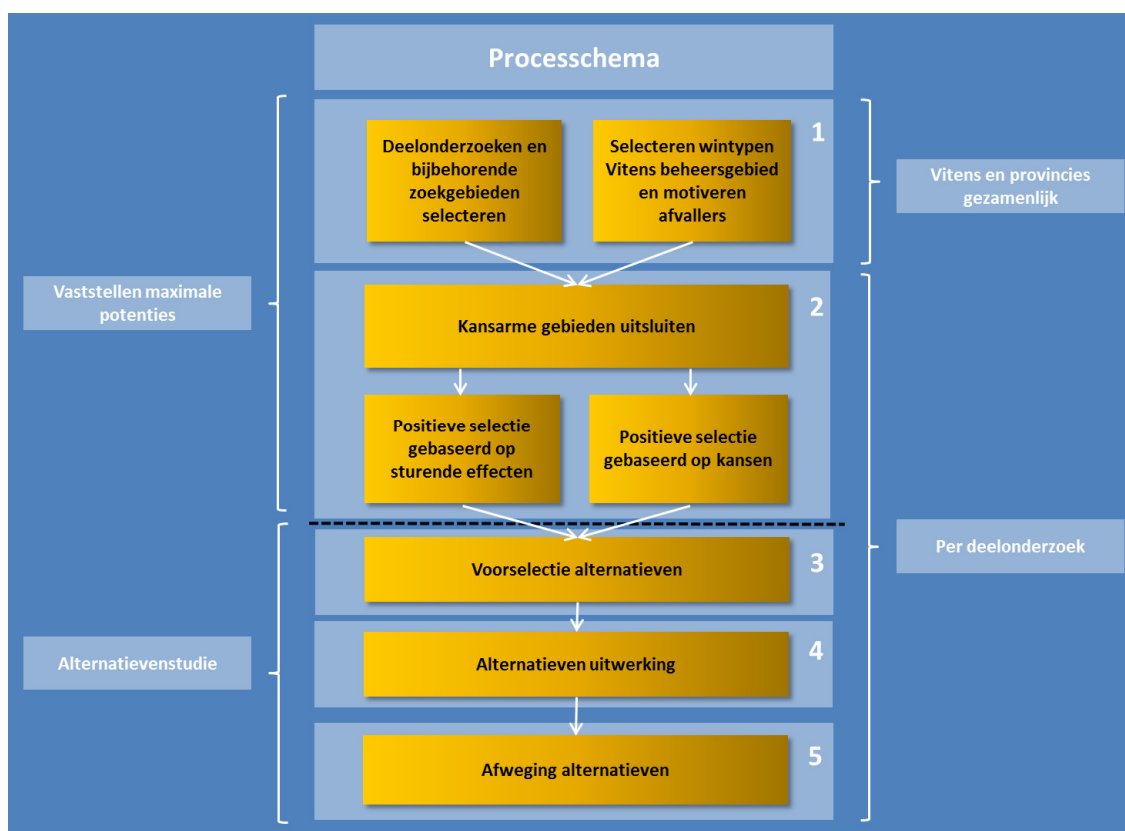 Processchema
1
Deelonderzoeken en
bijbehorende
zoekgebieden
selecteren
Selecteren wintypen
Vitens beheersgebied
en motiveren
afvallers
Vitens en provincies
gezamenlijk
Vaststellen maximale
potenties
2
Kansarme gebieden uitsluiten
Positieve selectie
gebaseerd op
sturende effecten
Positieve selectie
gebaseerd op kansen
Per deelonderzoek
3
Voorselectie alternatieven
Alternatievenstudie
4
Alternatieven uitwerking
5
Afweging alternatieven